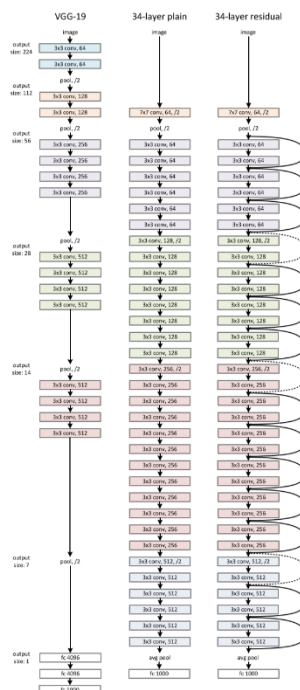 VGG-19
image
output
size: 224
3x3 conv, 64
3x3 conv, 64
output
size: 112
pool, /2
3x3 conv, 128
3x3 conv, 128
output
size: 56
pool, /2
3x3 conv, 256
3x3 conv, 256
3x3 conv, 256
3x3 conv, 256
output
size: 28
pool, /2
3x3 conv, 512
3x3 conv, 512
3x3 conv, 512
3x3 conv, 512
output
size: 14
pool, /2
3x3 conv, 512
3x3 conv, 512
3x3 conv, 512
3x3 conv, 512
output
size: 7
pool, /2
output
size: 1
fc 4096
fc 4096
fc 1000
34-layer plain
image
7x7 conv, 64, /2
pool, /2
3x3 conv, 64
3x3 conv, 64
3x3 conv, 64
3x3 conv, 64
3x3 conv, 64
3x3 conv, 64
3x3 conv, 128, /2
3x3 conv, 128
3x3 conv, 128
3x3 conv, 128
3x3 conv, 128
3x3 conv, 128
3x3 conv, 128
3x3 conv, 128
3x3 conv, 256, /2
3x3 conv, 256
3x3 conv, 256
3x3 conv, 256
3x3 conv, 256
3x3 conv, 256
3x3 conv, 256
3x3 conv, 256
3x3 conv, 256
3x3 conv, 256
3x3 conv, 256
3x3 conv, 256
3x3 conv, 512, /2
3x3 conv, 512
3x3 conv, 512
3x3 conv, 512
3x3 conv, 512
3x3 conv, 512
avg pool
fc 1000
34-layer residual
image
7x7 conv, 64, /2
pool, /2
3x3 conv, 64
3x3 conv, 64
3x3 conv, 64
3x3 conv, 64
3x3 conv, 64
3x3 conv, 64
3x3 conv, 128, /2
3x3 conv, 128
3x3 conv, 128
3x3 conv, 128
3x3 conv, 128
3x3 conv, 128
3x3 conv, 128
3x3 conv, 128
3x3 conv, 256, /2
3x3 conv, 256
3x3 conv, 256
3x3 conv, 256
3x3 conv, 256
3x3 conv, 256
3x3 conv, 256
3x3 conv, 256
3x3 conv, 256
3x3 conv, 256
3x3 conv, 256
3x3 conv, 256
3x3 conv, 512, /2
3x3 conv, 512
3x3 conv, 512
3x3 conv, 512
3x3 conv, 512
3x3 conv, 512
avg pool
fc 1000